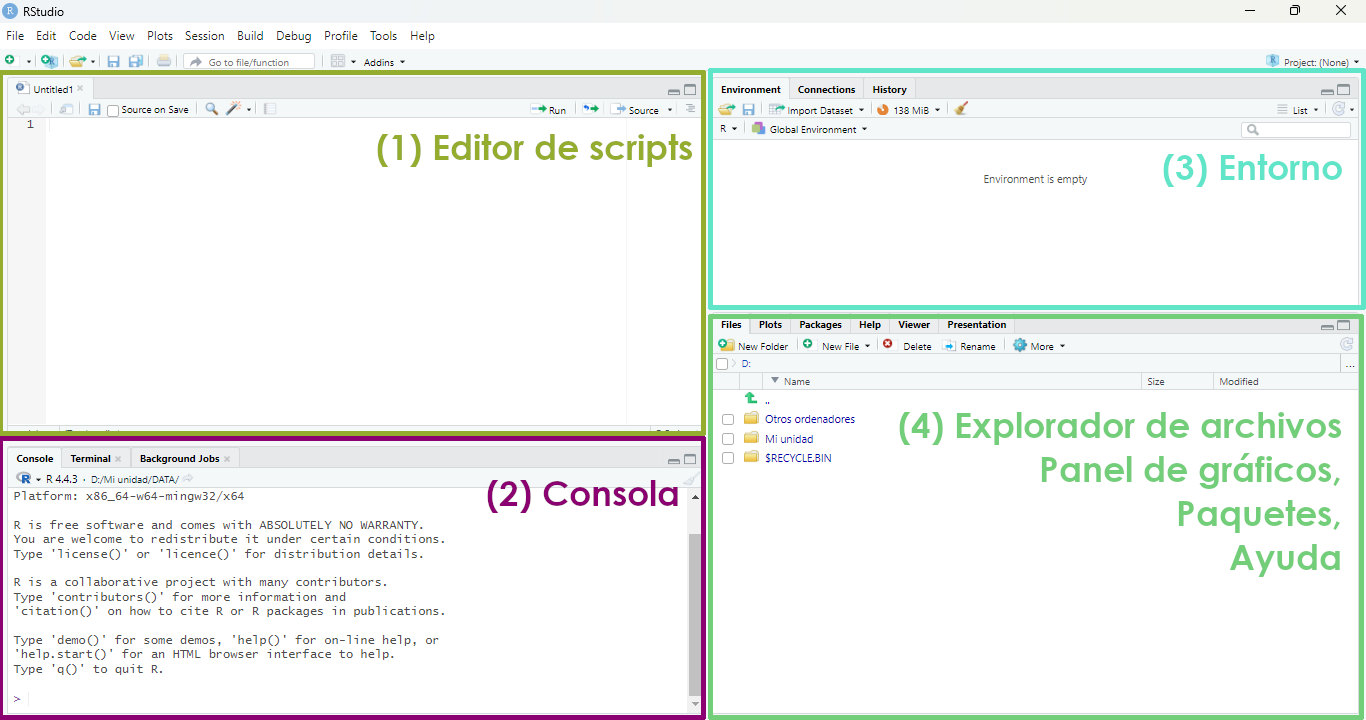 RStudio
File Edit Code View Plots Session Build Debug Profile Tools Help
Go to file/function Addins Project: (None)
Untitled1
Source on Save Run Source
1
(1) Editor de scripts
Environment Connections History
Import Dataset 138 MiB List
R Global Environment
(3) Entorno
Environment is empty
Console Terminal Background Jobs
R 4.4.3 · D:/Mi unidad/DATA/
(2) Consola
Platform: x86_64-w64-mingw32/x64
R is free software and comes with ABSOLUTELY NO WARRANTY.
You are welcome to redistribute it under certain conditions.
Type 'license()' or 'licence()' for distribution details.
R is a collaborative project with many contributors.
Type 'contributors()' for more information and
'citation()' on how to cite R or R packages in publications.
Type 'demo()' for some demos, 'help()' for on-line help, or
'help.start()' for an HTML browser interface to help.
Type 'q()' to quit R.
>
Files Plots Packages Help Viewer Presentation
New Folder New File Delete Rename More
D: ...
Name Size Modified
..
Otros ordenadores
Mi unidad
$RECYCLE.BIN
(4) Explorador de archivos
Panel de gráficos,
Paquetes,
Ayuda